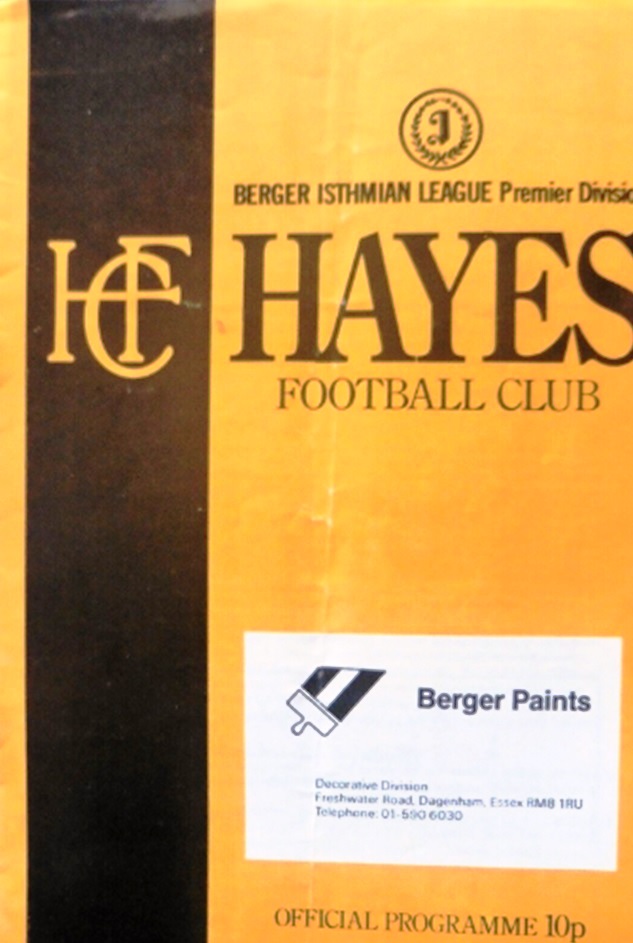 J
BERGER ISTHMIAN LEAGUE Premier Divisio
HFC
HAYES
FOOTBALL CLUB
Berger Paints
Decorative Division
Freshwater Road, Dagenham, Essex RM8 1RU
Telephone: 01-590 6030
OFFICIAL PROGRAMME 10p